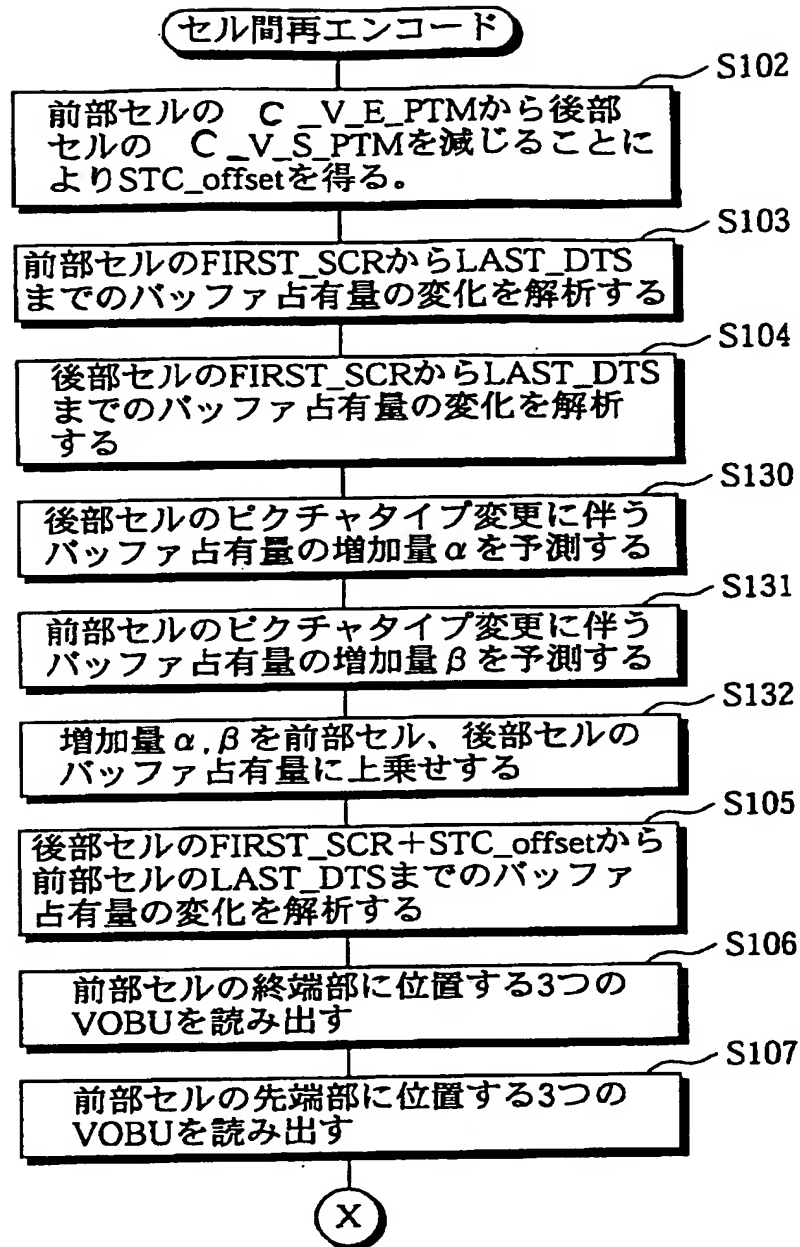 セル間再エンコード
S102
前部セルの C_V_E_PTMから後部
セルの C_V_S_PTMを減じることに
よりSTC_offsetを得る。
S103
前部セルのFIRST_SCRからLAST_DTS
までのバッファ占有量の変化を解析する
S104
後部セルのFIRST_SCRからLAST_DTS
までのバッファ占有量の変化を解析
する
S130
後部セルのピクチャタイプ変更に伴う
バッファ占有量の増加量αを予測する
S131
前部セルのピクチャタイプ変更に伴う
バッファ占有量の増加量βを予測する
S132
増加量α,βを前部セル、後部セルの
バッファ占有量に上乗せする
S105
後部セルのFIRST_SCR+STC_offsetから
前部セルのLAST_DTSまでのバッファ
占有量の変化を解析する
S106
前部セルの終端部に位置する3つの
VOBUを読み出す
S107
前部セルの先端部に位置する3つの
VOBUを読み出す
X